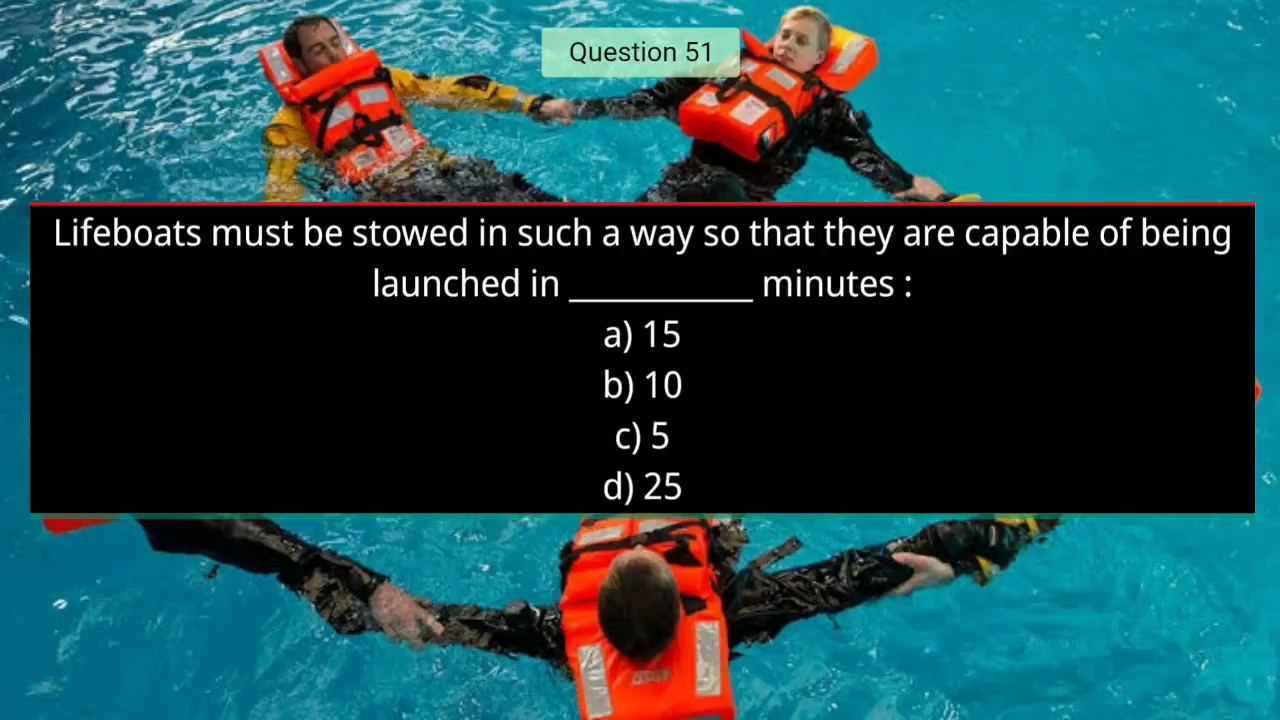 Question 51
Lifeboats must be stowed in such a way so that they are capable of being
launched in __________ minutes :
a) 15
b) 10
c) 5
d) 25